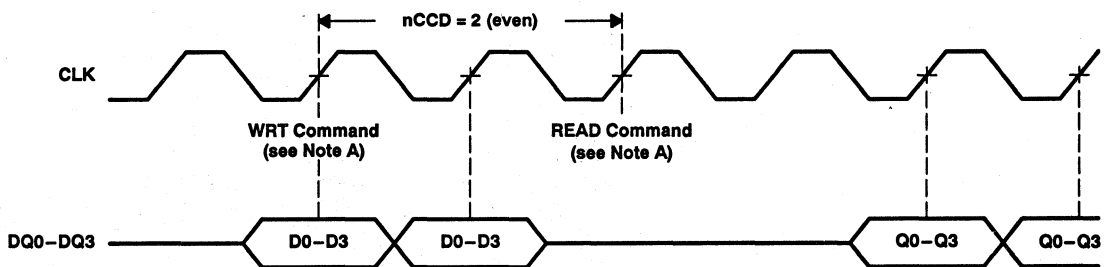 nCCD = 2 (even)
CLK
WRT Command
(see Note A)
READ Command
(see Note A)
DQ0–DQ3
D0–D3
D0–D3
Q0–Q3
Q0–Q3